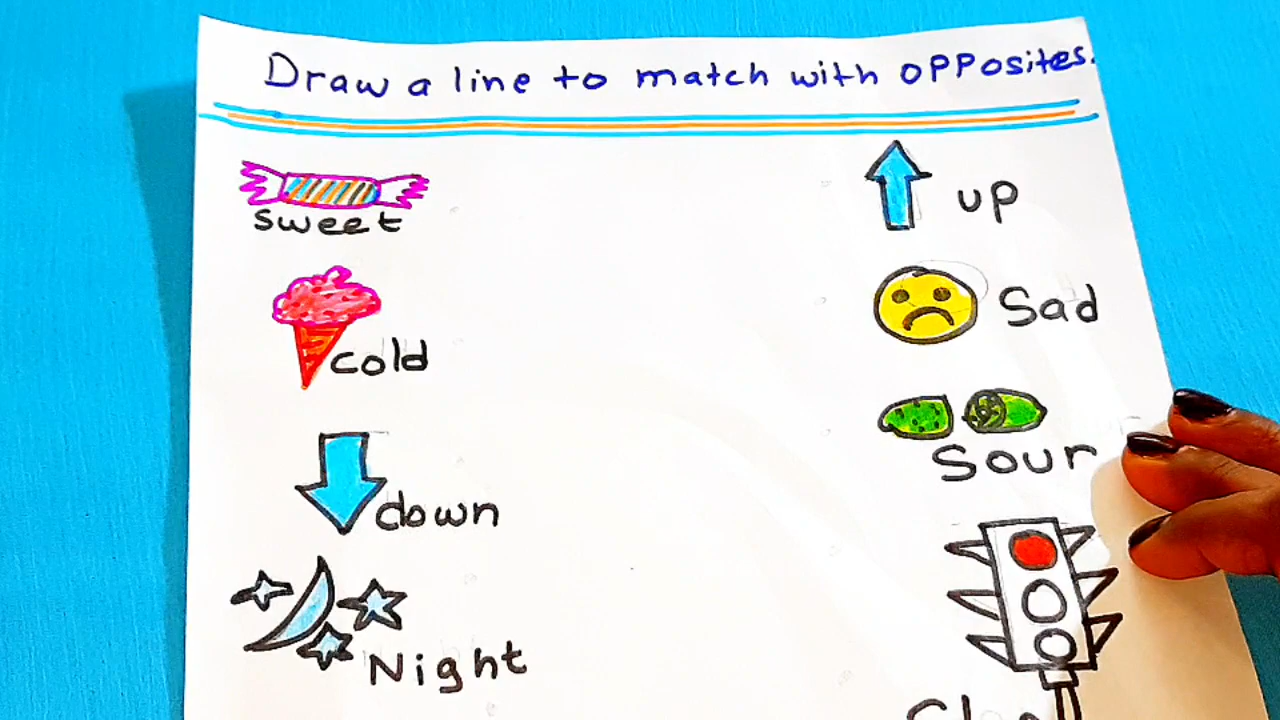 Draw a line to match with opposites.
sweet
up
cold
Sad
down
Sour
Night